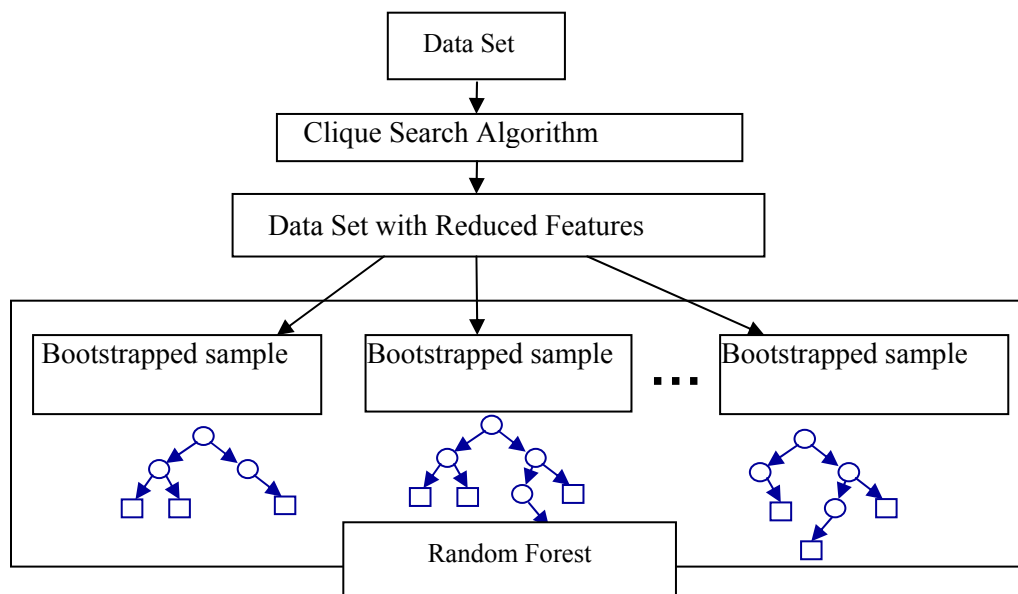 Data Set
Clique Search Algorithm
Data Set with Reduced Features
Bootstrapped sample
Bootstrapped sample
...
Bootstrapped sample
Random Forest